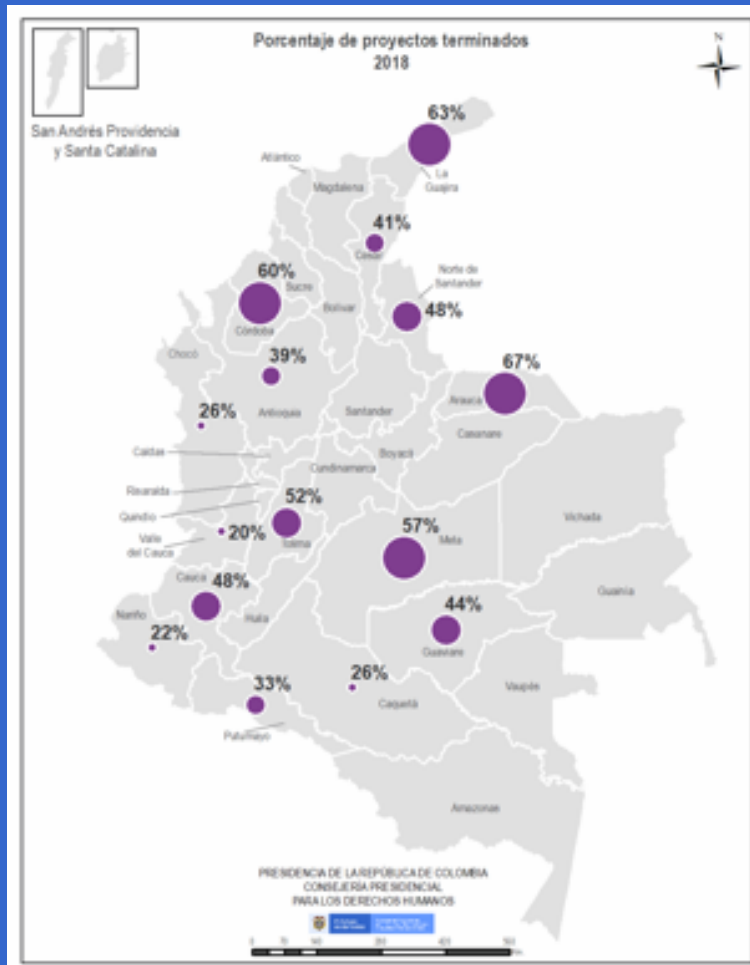 Porcentaje de proyectos terminados
2018
N
San Andrés Providencia
y Santa Catalina
63%
La
Guajira
Atlántico
Magdalena
41%
Cesar
60%
Sucre
Norte de
Santander
Bolívar
48%
Córdoba
Chocó
39%
67%
Antioquia
Santander
Arauca
26%
Casanare
Caldas
Boyacá
Cundinamarca
Risaralda
52%
Quindío
Vichada
20%
Valle
del Cauca
Tolima
57%
Meta
Cauca
48%
Guainía
44%
Nariño
Huila
22%
Guaviare
26%
33%
Vaupés
Caquetá
Putumayo
Amazonas
PRESIDENCIA DE LA REPÚBLICA DE COLOMBIA
CONSEJERÍA PRESIDENCIAL
PARA LOS DERECHOS HUMANOS